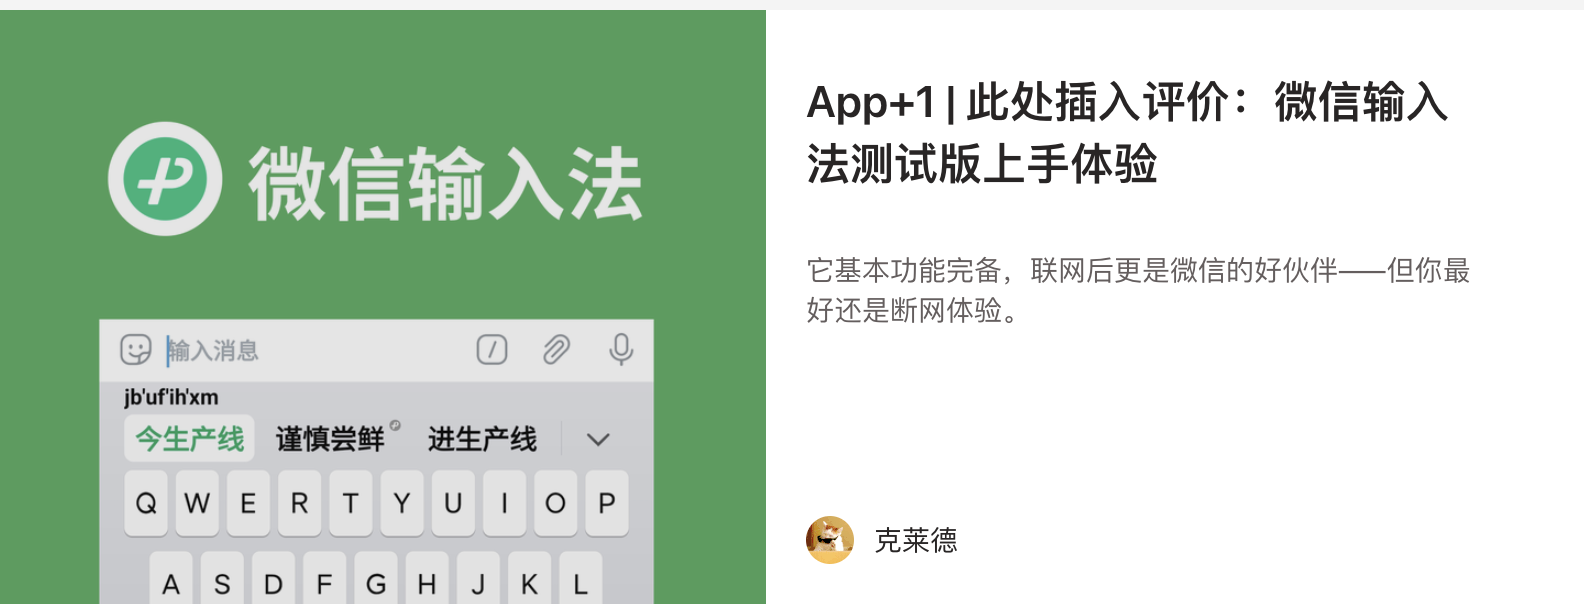 微信输入法
输入消息
jb'uf'ih'xm
今生产线 谨慎尝鲜 进生产线
Q W E R T Y U I O P
A S D F G H J K L
App+1 | 此处插入评价：微信输入
法测试版上手体验
它基本功能完备，联网后更是微信的好伙伴——但你最
好还是断网体验。
克莱德